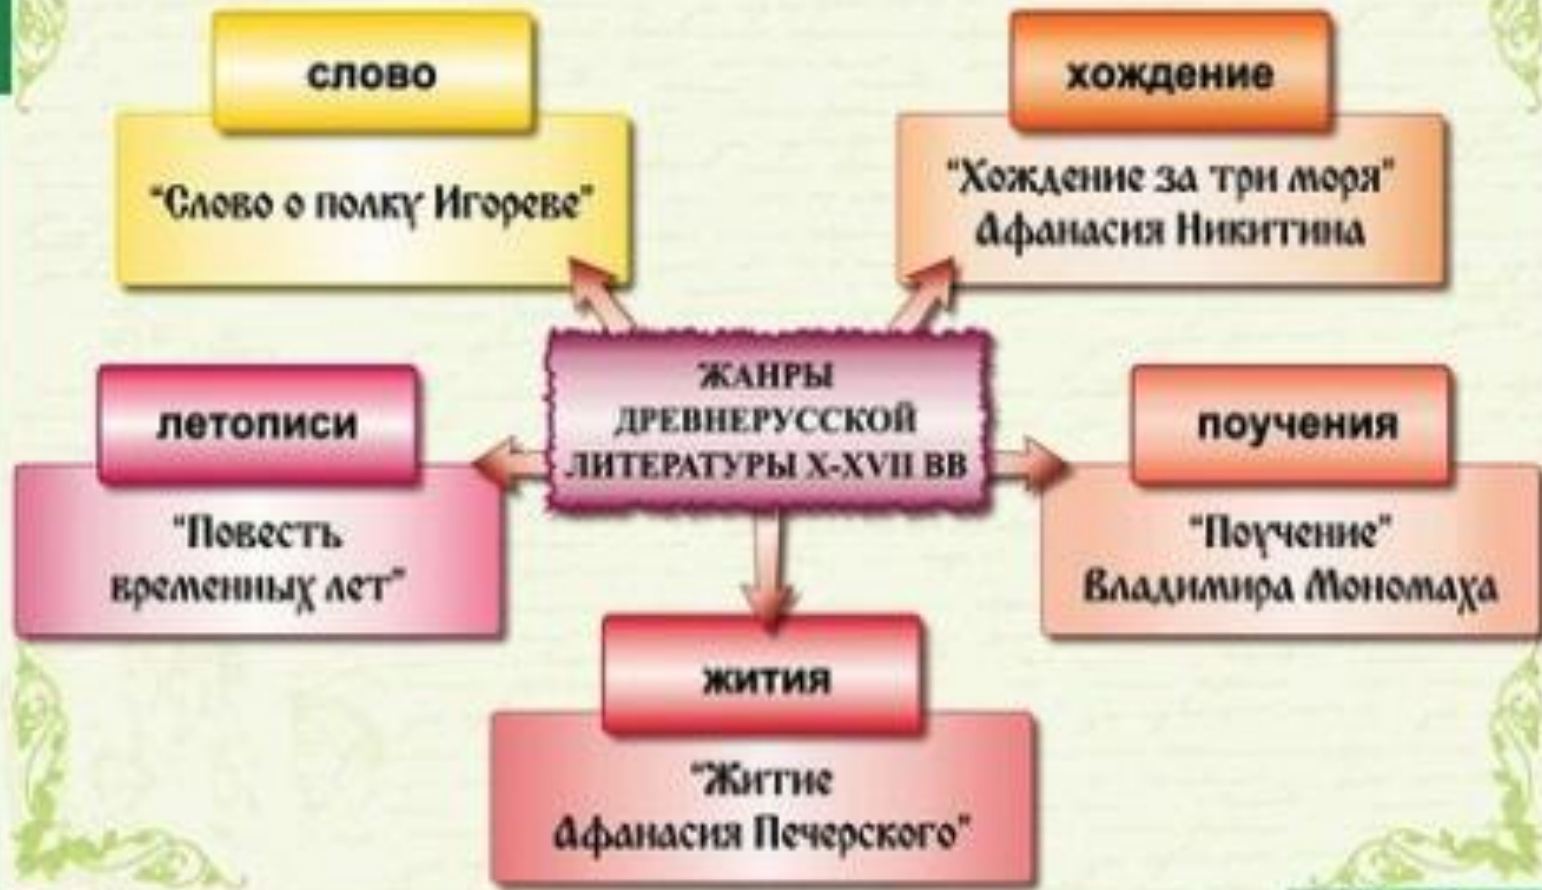 слово
"Слово о полку Игореве"
хождение
"Хождение за три моря"
Афанасия Никитина
ЖАНРЫ
ДРЕВНЕРУССКОЙ
ЛИТЕРАТУРЫ X-XVII ВВ
летописи
"Повесть
временных лет"
поучения
"Поучение"
Владимира Мономаха
жития
"Житие
Афанасия Печерского"